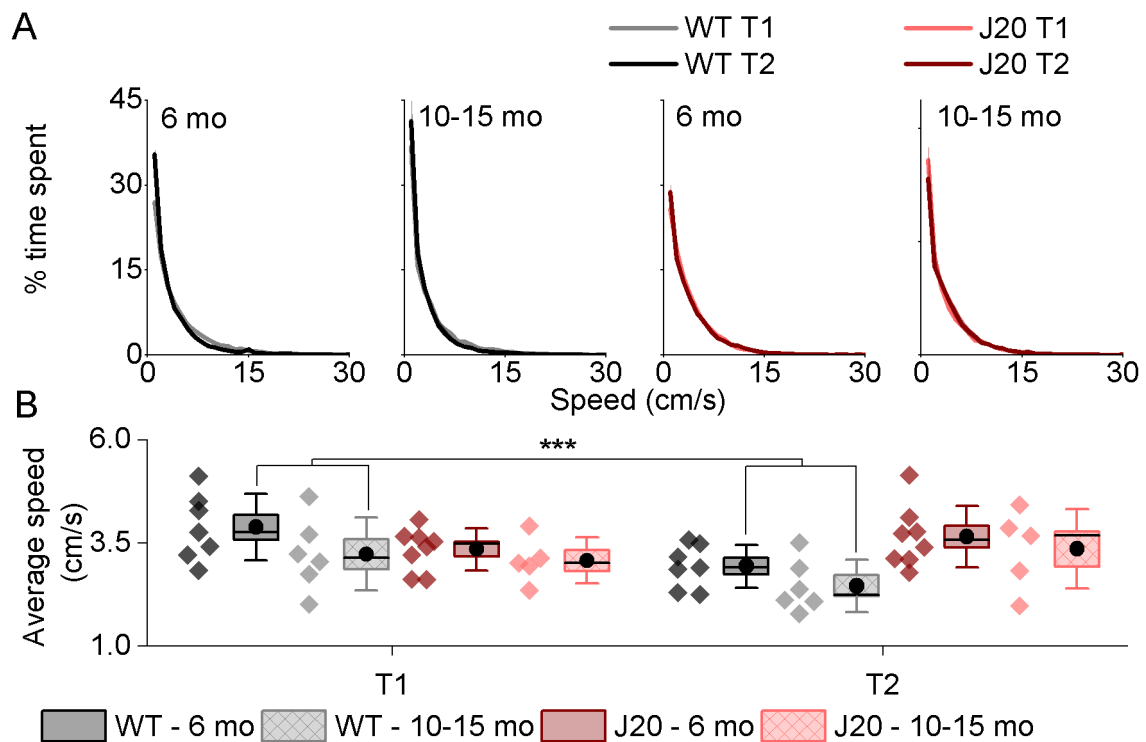 A
WT T1
J20 T1
WT T2
J20 T2
45
6 mo
10-15 mo
6 mo
10-15 mo
30
% time spent
15
0
0 15 30 0 15 30 0 15 30 0 15 30
Speed (cm/s)
B
6.0
***
Average speed
(cm/s)
3.5
1.0
T1
T2
WT - 6 mo
WT - 10-15 mo
J20 - 6 mo
J20 - 10-15 mo